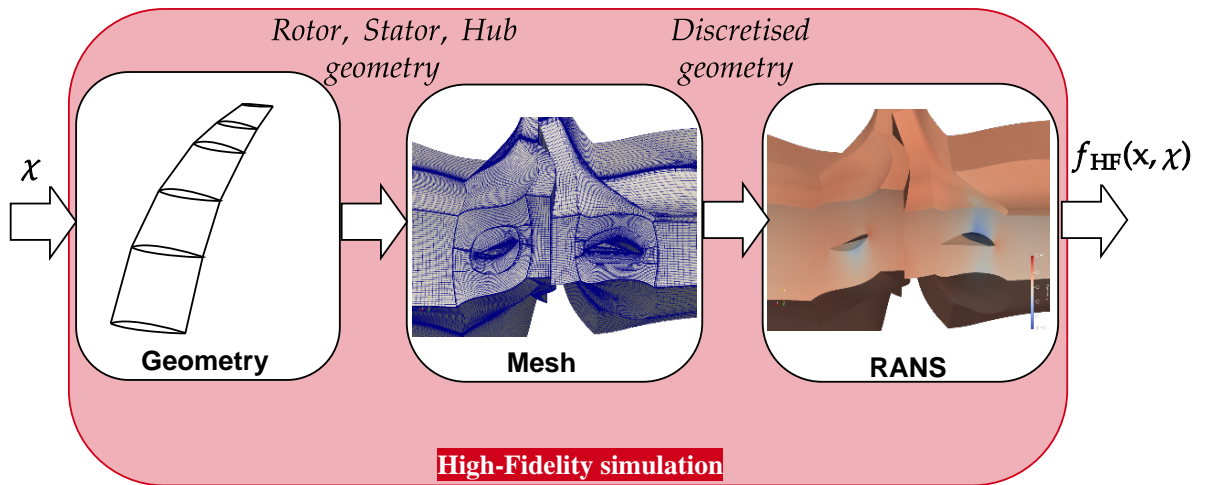 Rotor, Stator, Hub
geometry
Discretised
geometry
χ
f_HF(x, χ)
Geometry
Mesh
RANS
High-Fidelity simulation